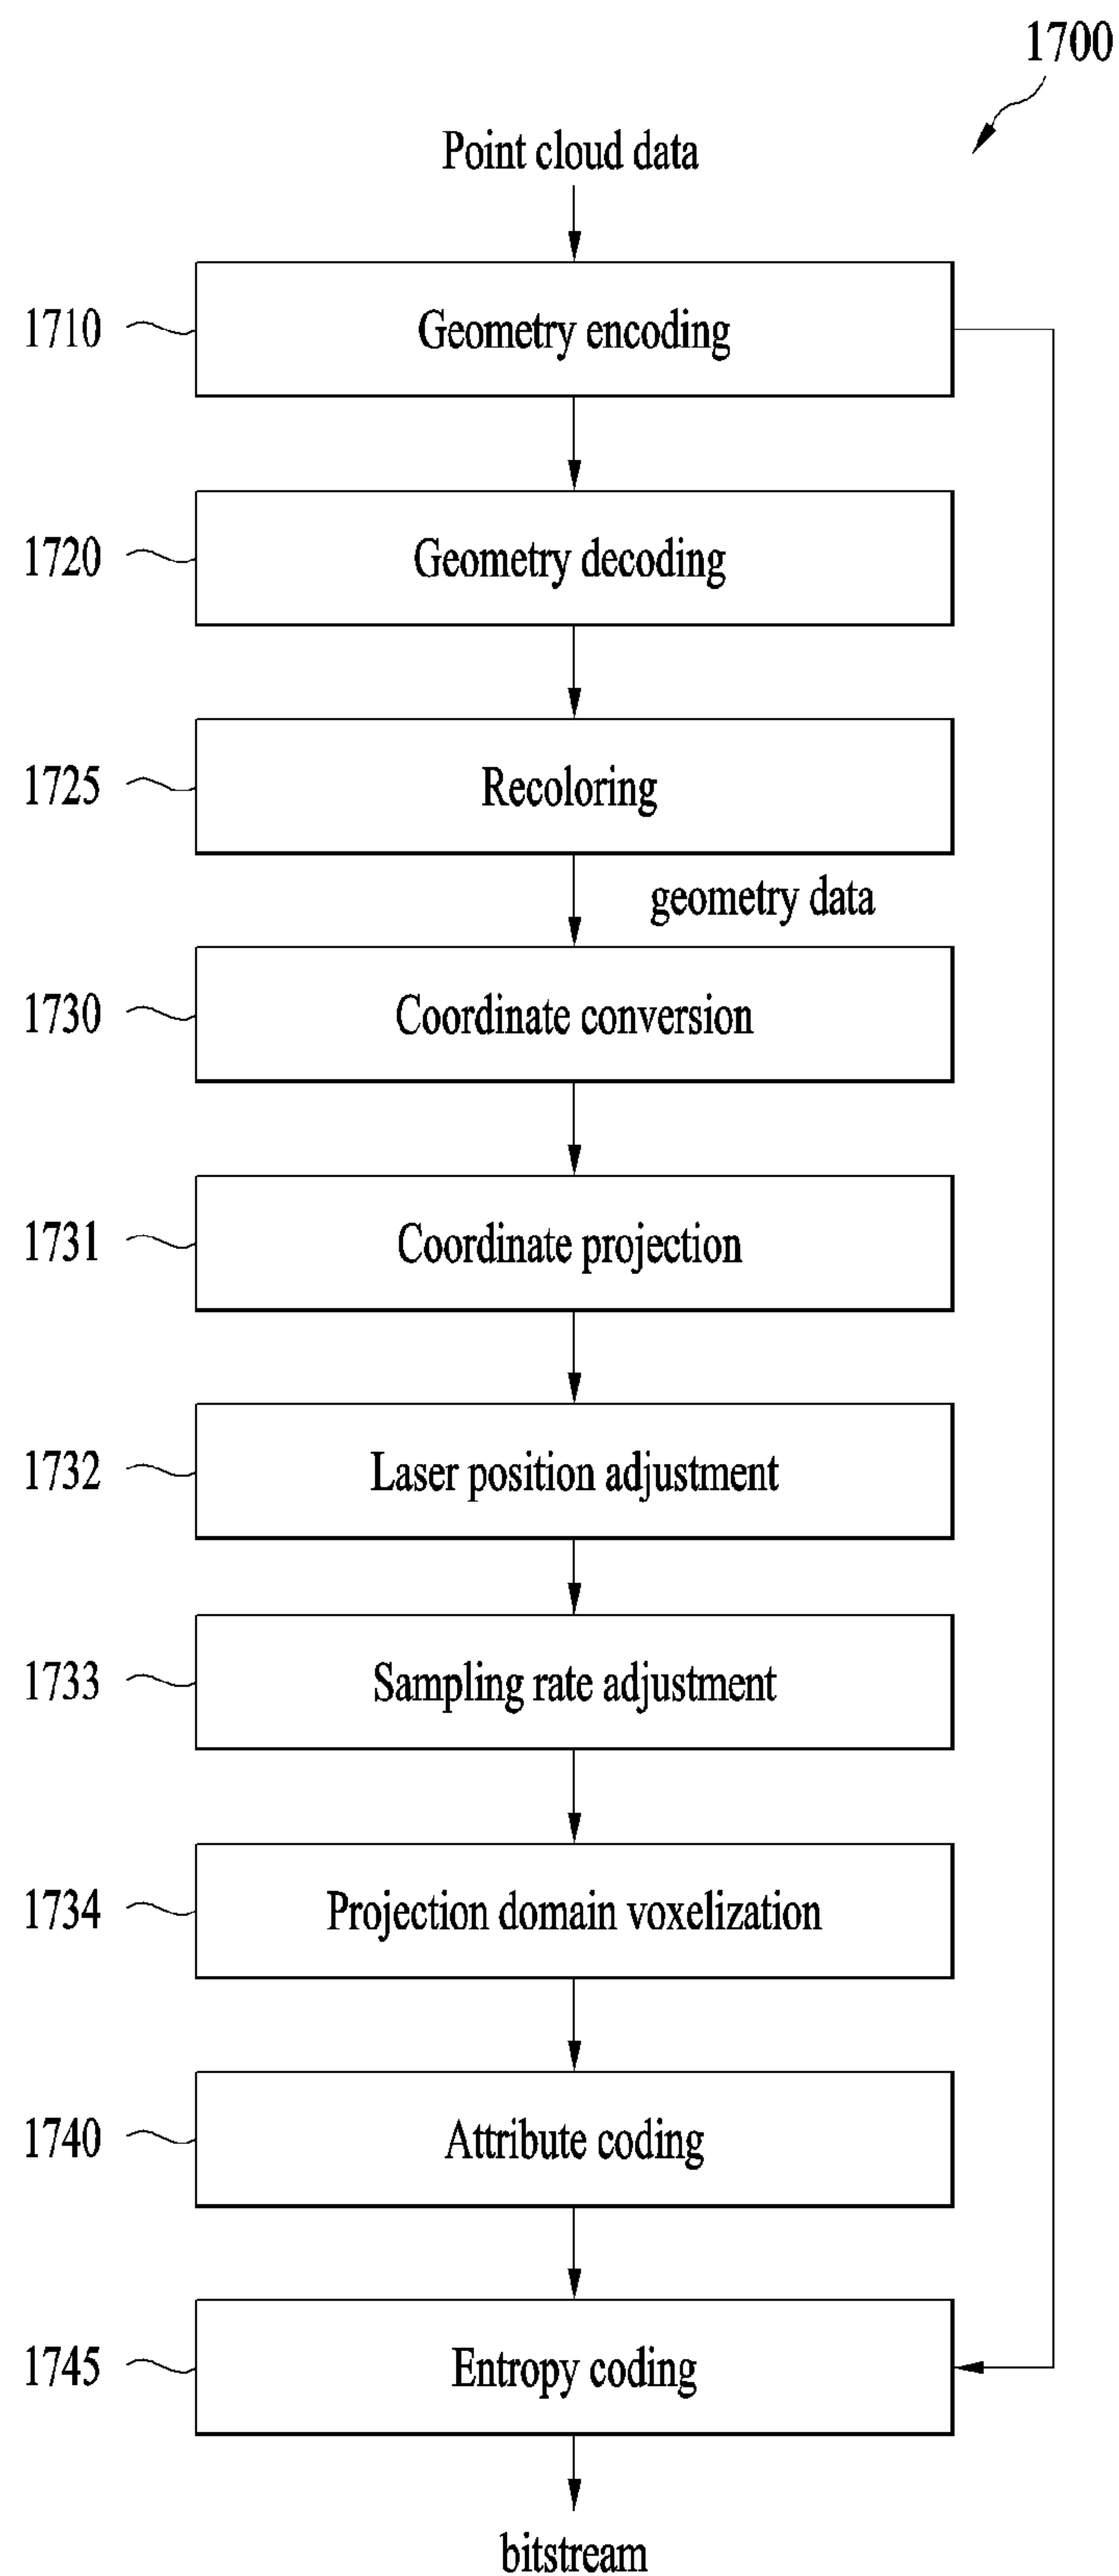 1700
Point cloud data
1710 Geometry encoding
1720 Geometry decoding
1725 Recoloring
geometry data
1730 Coordinate conversion
1731 Coordinate projection
1732 Laser position adjustment
1733 Sampling rate adjustment
1734 Projection domain voxelization
1740 Attribute coding
1745 Entropy coding
bitstream